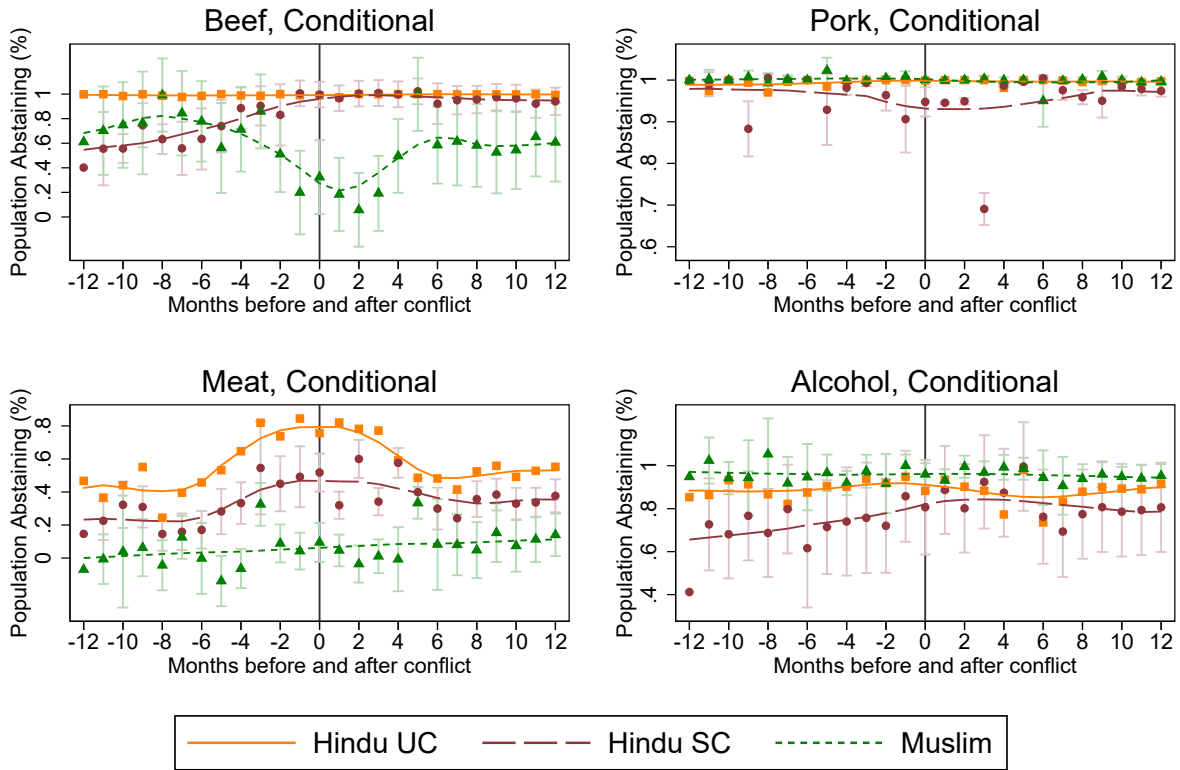 Beef, Conditional
Population Abstaining (%)
1
.8
.6
.4
.2
0
-12 -10 -8 -6 -4 -2 0 2 4 6 8 10 12
Months before and after conflict
Pork, Conditional
Population Abstaining (%)
1
.9
.8
.7
.6
-12 -10 -8 -6 -4 -2 0 2 4 6 8 10 12
Months before and after conflict
Meat, Conditional
Population Abstaining (%)
.8
.6
.4
.2
0
-12 -10 -8 -6 -4 -2 0 2 4 6 8 10 12
Months before and after conflict
Alcohol, Conditional
Population Abstaining (%)
1
.8
.6
.4
-12 -10 -8 -6 -4 -2 0 2 4 6 8 10 12
Months before and after conflict
Hindu UC Hindu SC Muslim